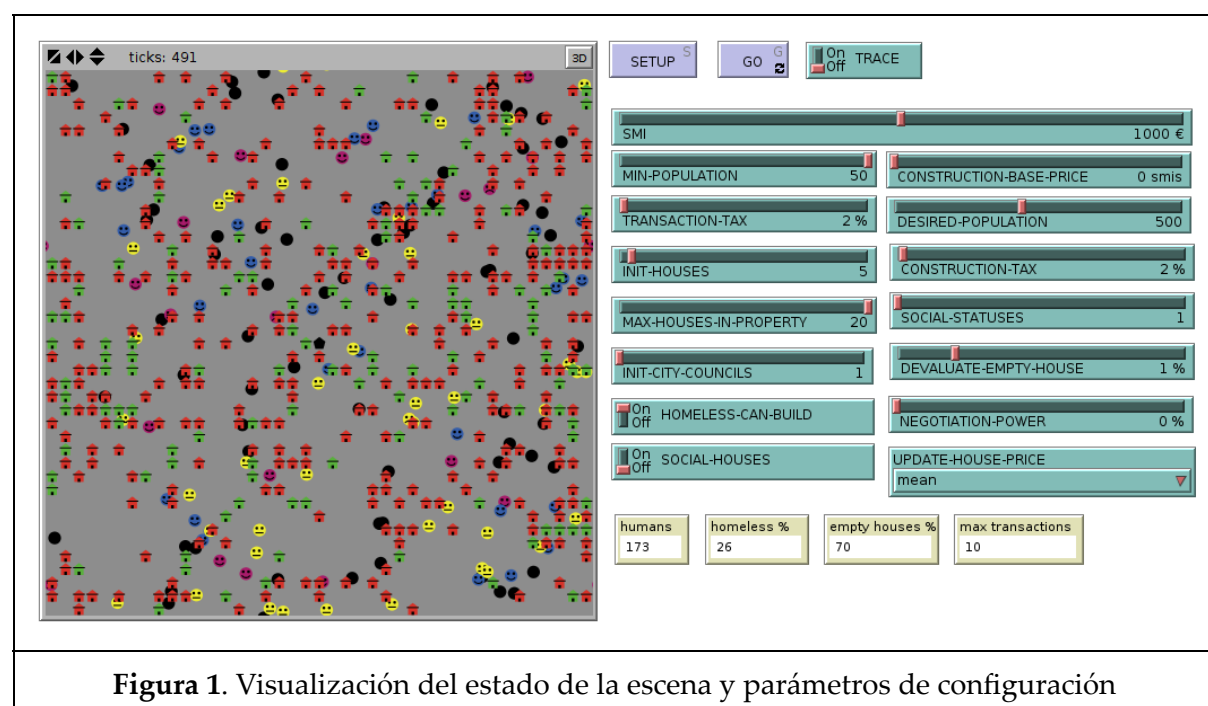 ticks: 491
3D
SETUP S
GO G
On
Off
TRACE
SMI 1000 €
MIN-POPULATION 50
CONSTRUCTION-BASE-PRICE 0 smis
TRANSACTION-TAX 2 %
DESIRED-POPULATION 500
INIT-HOUSES 5
CONSTRUCTION-TAX 2 %
MAX-HOUSES-IN-PROPERTY 20
SOCIAL-STATUSES 1
INIT-CITY-COUNCILS 1
DEVALUATE-EMPTY-HOUSE 1 %
On
Off
HOMELESS-CAN-BUILD
NEGOTIATION-POWER 0 %
On
Off
SOCIAL-HOUSES
UPDATE-HOUSE-PRICE
mean
humans
173
homeless %
26
empty houses %
70
max transactions
10
Figura 1. Visualización del estado de la escena y parámetros de configuración